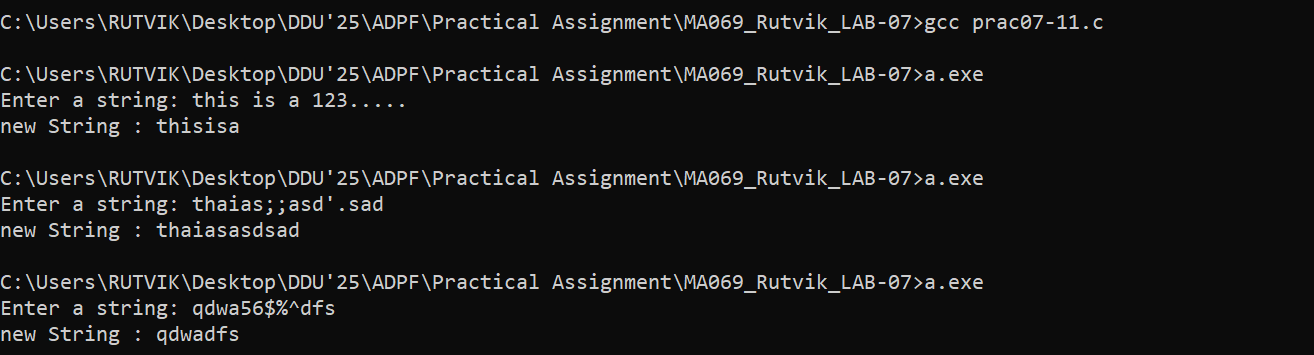 C:\Users\RUTVIK\Desktop\DDU'25\ADPF\Practical Assignment\MA069_Rutvik_LAB-07>gcc prac07-11.c
C:\Users\RUTVIK\Desktop\DDU'25\ADPF\Practical Assignment\MA069_Rutvik_LAB-07>a.exe
Enter a string: this is a 123.....
new String : thisisa
C:\Users\RUTVIK\Desktop\DDU'25\ADPF\Practical Assignment\MA069_Rutvik_LAB-07>a.exe
Enter a string: thaias;;asd'.sad
new String : thaiasasdsad
C:\Users\RUTVIK\Desktop\DDU'25\ADPF\Practical Assignment\MA069_Rutvik_LAB-07>a.exe
Enter a string: qdwa56$%^dfs
new String : qdwadfs